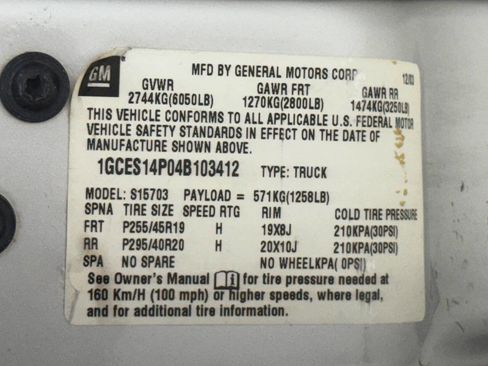 GM
MFD BY GENERAL MOTORS CORP
12/03
GVWR GAWR FRT GAWR RR
2744KG(6050LB) 1270KG(2800LB) 1474KG(3250LB)
THIS VEHICLE CONFORMS TO ALL APPLICABLE U.S. FEDERAL MOTOR
VEHICLE SAFETY STANDARDS IN EFFECT ON THE DATE OF
MANUFACTURE SHOWN ABOVE.
1GCES14P04B103412 TYPE: TRUCK
MODEL: S15703 PAYLOAD = 571KG(1258LB)
SPNA TIRE SIZE SPEED RTG RIM COLD TIRE PRESSURE
FRT P255/45R19 H 19X8J 210KPA(30PSI)
RR P295/40R20 H 20X10J 210KPA(30PSI)
SPA NO SPARE NO WHEELKPA( 0PSI)
See Owner's Manual for tire pressure needed at
160 Km/H (100 mph) or higher speeds, where legal,
and for additional tire information.